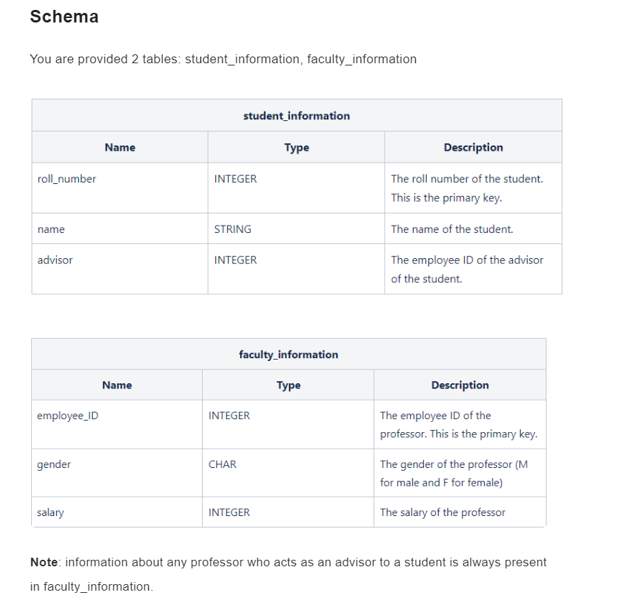 Schema
You are provided 2 tables: student_information, faculty_information
student_information
Name Type Description
roll_number INTEGER The roll number of the student.
This is the primary key.
name STRING The name of the student.
advisor INTEGER The employee ID of the advisor
of the student.
faculty_information
Name Type Description
employee_ID INTEGER The employee ID of the
professor. This is the primary key.
gender CHAR The gender of the professor (M
for male and F for female)
salary INTEGER The salary of the professor
Note: information about any professor who acts as an advisor to a student is always present
in faculty_information.